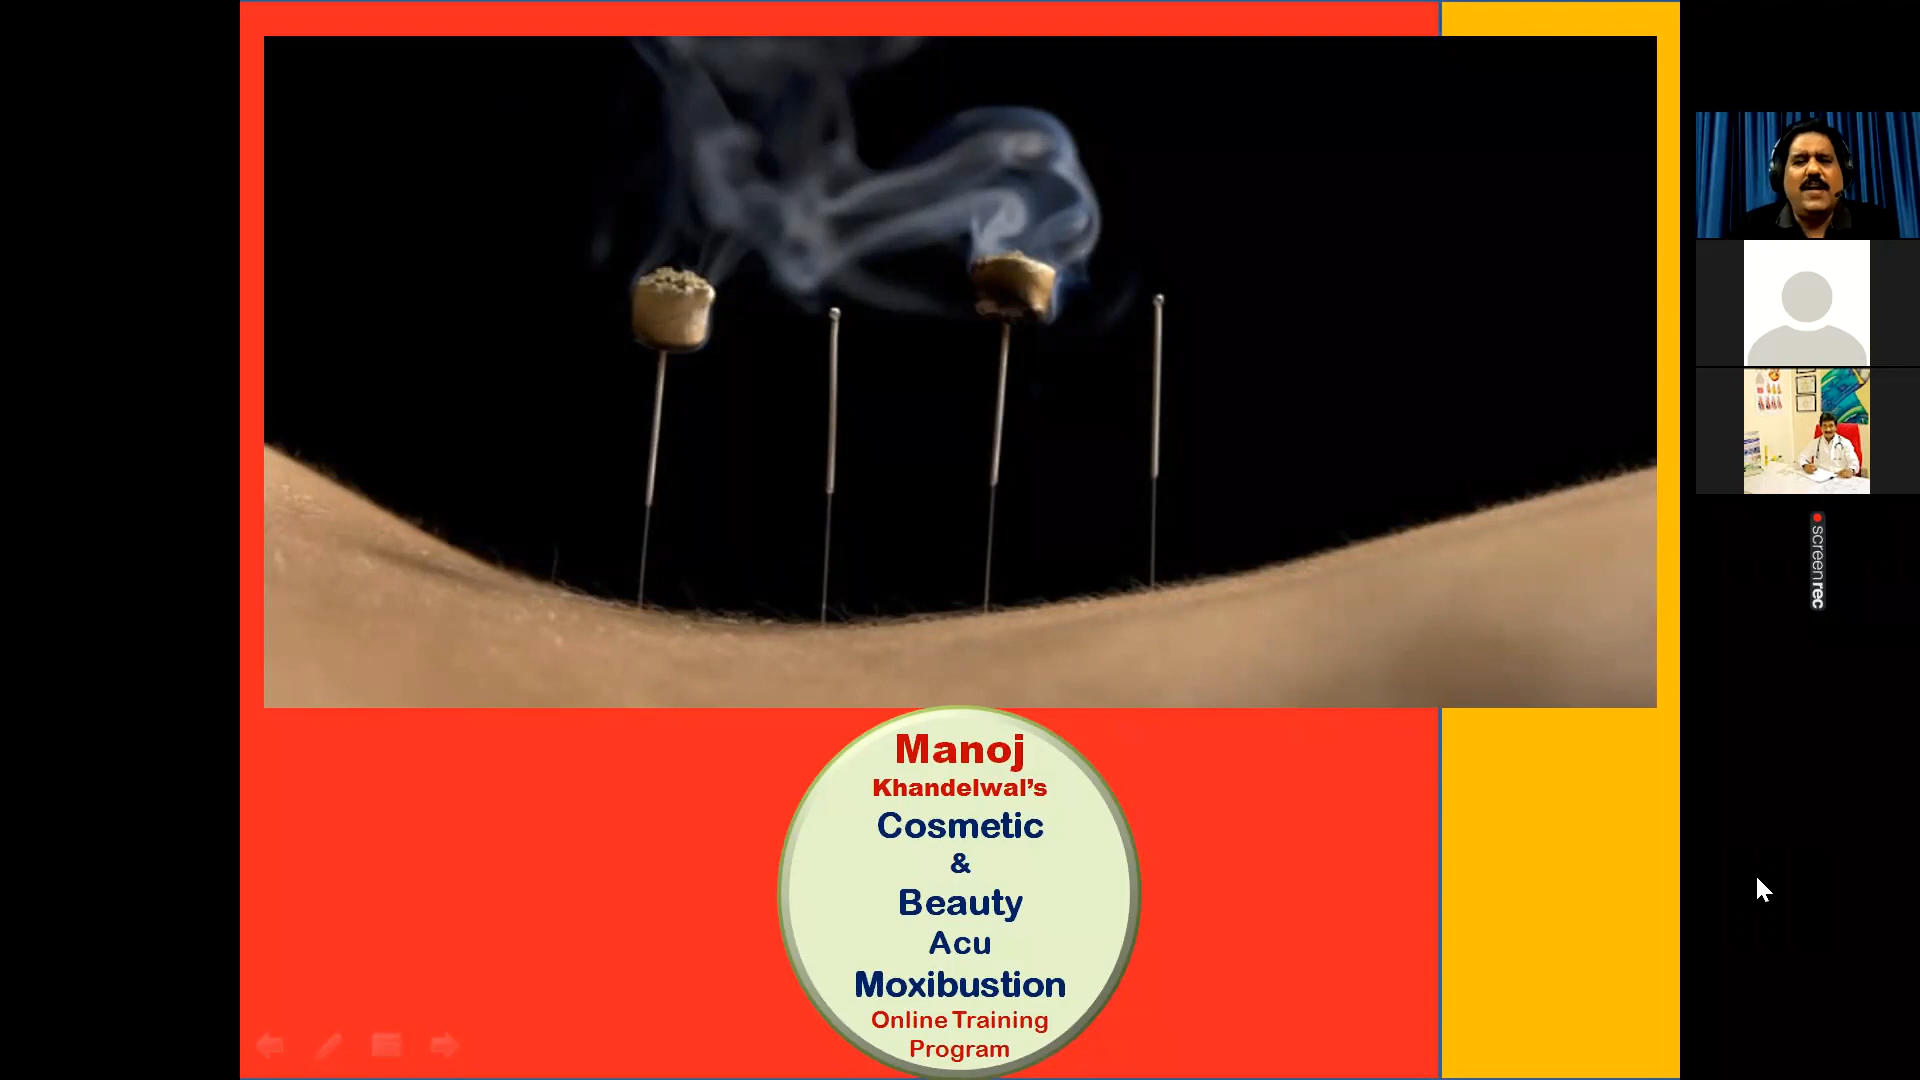 Manoj
Khandelwal’s
Cosmetic
&
Beauty
Acu
Moxibustion
Online Training
Program
screenrec